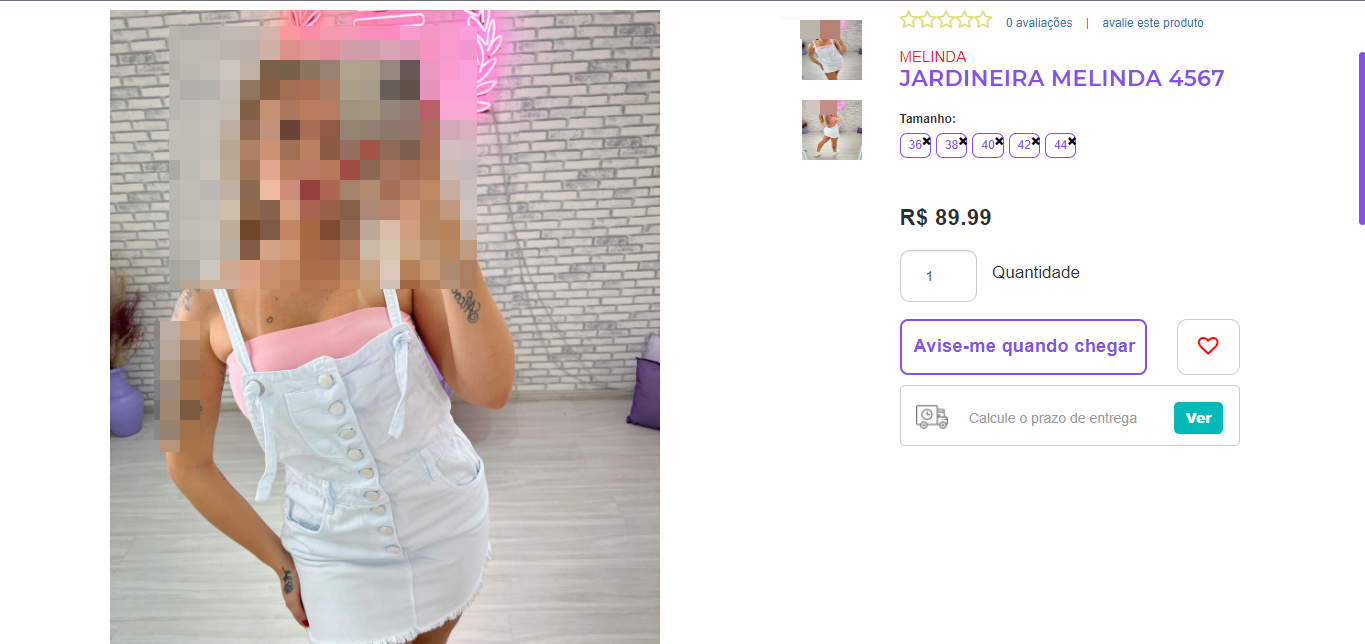 0 avaliações | avalie este produto
MELINDA
JARDINEIRA MELINDA 4567
Tamanho:
36 38 40 42 44
R$ 89.99
1 Quantidade
Avise-me quando chegar
Calcule o prazo de entrega Ver